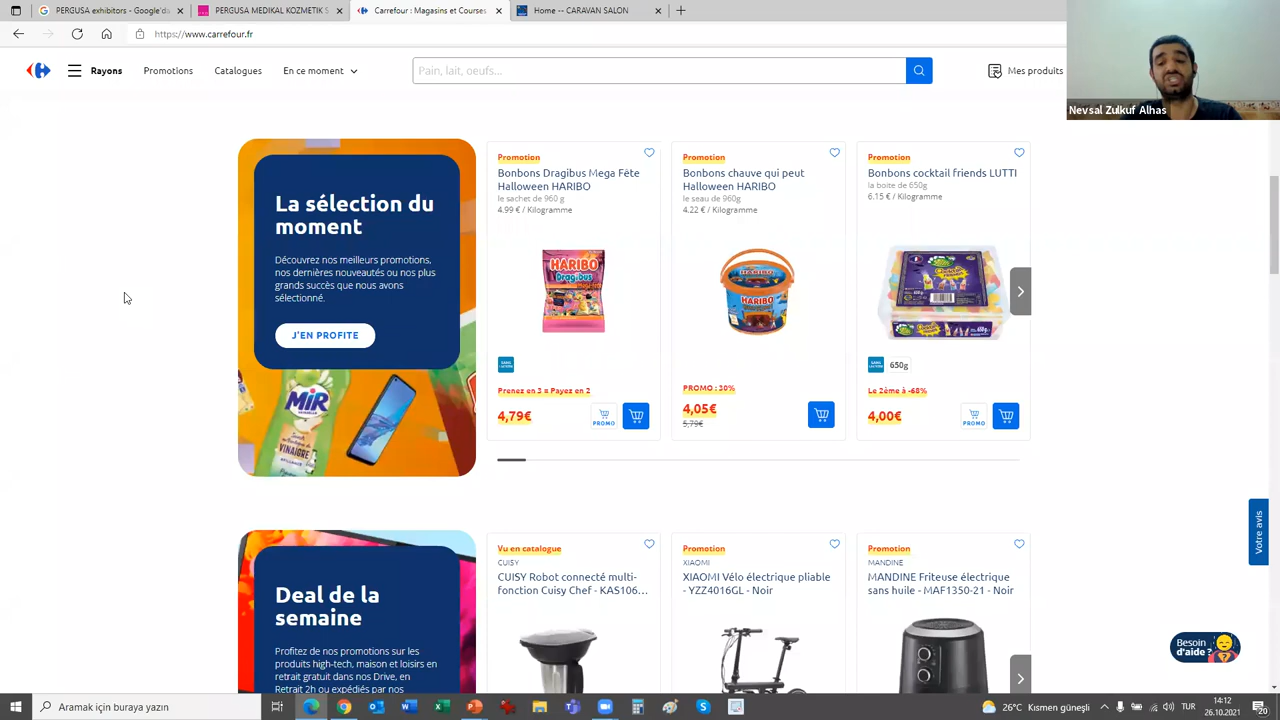 PERGUSA exhibitors - Google'da
PERGUSA MEDIKAL KOZMETIK S
Carrefour : Magasins et Courses
Home -- CARAVAN SALON
https://www.carrefour.fr
Nevsal Zulkuf Alhas
Rayons
Promotions
Catalogues
En ce moment
Pain, lait, oeufs...
Mes produits
La sélection du
moment
Découvrez nos meilleurs promotions,
nos dernières nouveautés ou nos plus
grands succès que nous avons
sélectionné.
J'EN PROFITE
MiR
VINAIGRE
Promotion
Bonbons Dragibus Mega Fête
Halloween HARIBO
le sachet de 960 g
4.99 € / Kilogramme
HARIBO
Dragibus
Prenez en 3 = Payez en 2
4,79€
PROMO
Promotion
Bonbons chauve qui peut
Halloween HARIBO
le seau de 960g
4.22 € / Kilogramme
HARIBO
PROMO : 30%
4,05€
5,79€
Promotion
Bonbons cocktail friends LUTTI
la boite de 650g
6.15 € / Kilogramme
650g
Le 2ème à -68%
4,00€
PROMO
Votre avis
Deal de la
semaine
Profitez de nos promotions sur les
produits high-tech, maison et loisirs en
retrait gratuit dans nos Drive, en
Retrait 2h ou expédiés par nos
Vu en catalogue
CUISY
CUISY Robot connecté multi-
fonction Cuisy Chef - KAS106...
Promotion
XIAOMI
XIAOMI Vélo électrique pliable
- YZZ4016GL - Noir
Promotion
MANDINE
MANDINE Friteuse électrique
sans huile - MAF1350-21 - Noir
Besoin
d'aide ?
Aramak için buraya yazın
26°C Kısmen güneşli
TUR
14:12
26.10.2021
20